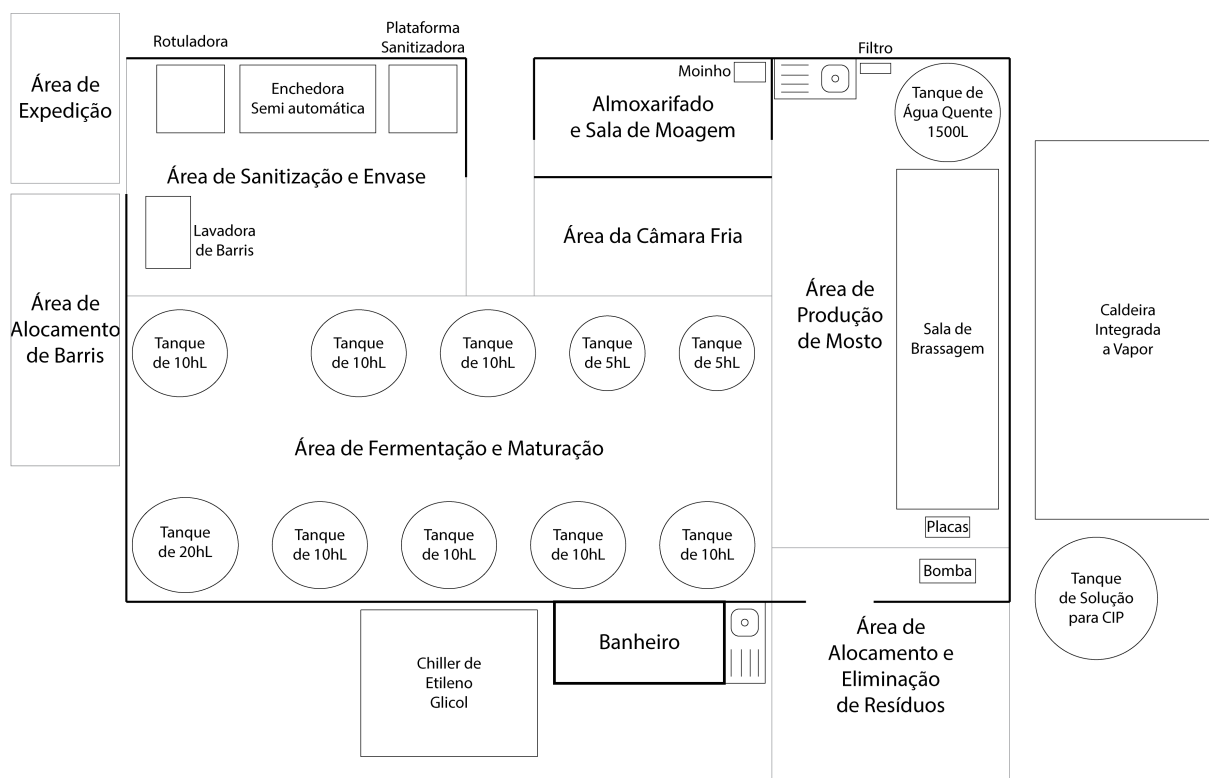 Área de
Expedição
Rotuladora
Enchedora
Semi automática
Plataforma
Sanitizadora
Área de Sanitização e Envase
Lavadora
de Barris
Área de
Alocamento
de Barris
Moinho
Almoxarifado
e Sala de Moagem
Área da Câmara Fria
Filtro
Tanque de
Água Quente
1500L
Área de
Produção
de Mosto
Sala de
Brassagem
Caldeira
Integrada
a Vapor
Tanque
de 10hL
Tanque
de 10hL
Tanque
de 10hL
Tanque
de 5hL
Tanque
de 5hL
Área de Fermentação e Maturação
Tanque
de 20hL
Tanque
de 10hL
Tanque
de 10hL
Tanque
de 10hL
Tanque
de 10hL
Placas
Bomba
Tanque
de Solução
para CIP
Chiller de
Etileno
Glicol
Banheiro
Área de
Alocamento e
Eliminação
de Resíduos